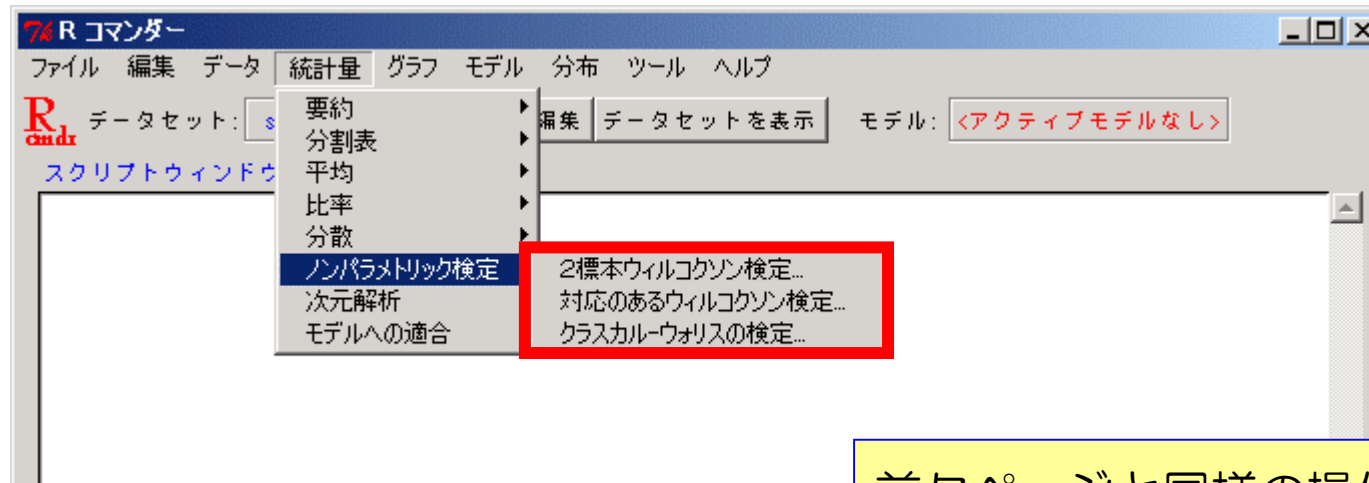 R コマンダー
ファイル 編集 データ 統計量 グラフ モデル 分布 ツール ヘルプ
R
cmdr
データセット: s 編集 データセットを表示 モデル: <アクティブモデルなし>
スクリプトウィンドウ
要約
分割表
平均
比率
分散
ノンパラメトリック検定
次元解析
モデルへの適合
2標本ウィルコクソン検定...
対応のあるウィルコクソン検定...
クラスカル-ウォリスの検定...